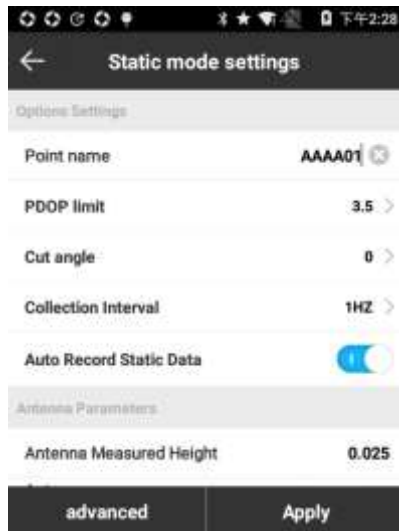 下午2:28
Static mode settings
Options Settings
Point name AAAA01
PDOP limit 3.5
Cut angle 0
Collection Interval 1HZ
Auto Record Static Data
Antenna Parameters
Antenna Measured Height 0.025
advanced Apply